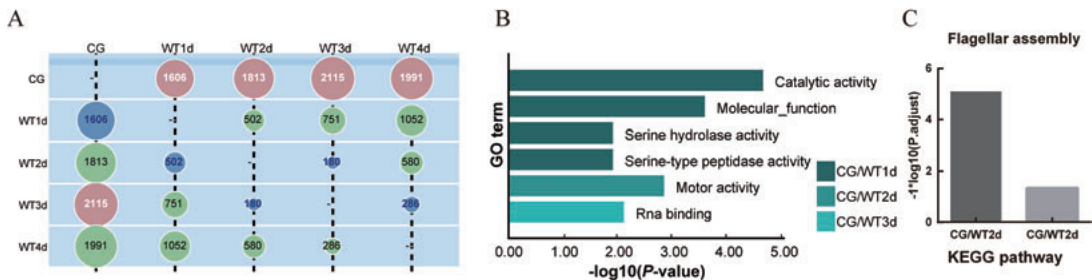 A
CG WT1d WT2d WT3d WT4d
CG - 1606 1813 2115 1991
WT1d 1606 - 502 751 1052
WT2d 1813 502 - 180 580
WT3d 2115 751 180 - 286
WT4d 1991 1052 580 286 -
B
GO term
Catalytic activity
Molecular_function
Serine hydrolase activity
Serine-type peptidase activity
Motor activity
Rna binding
CG/WT1d
CG/WT2d
CG/WT3d
0.00 1.00 2.00 3.00 4.00 5.00
-log10(P-value)
C
Flagellar assembly
-1*log10(P.adjust)
6
4
2
0
CG/WT2d CG/WT2d
KEGG pathway